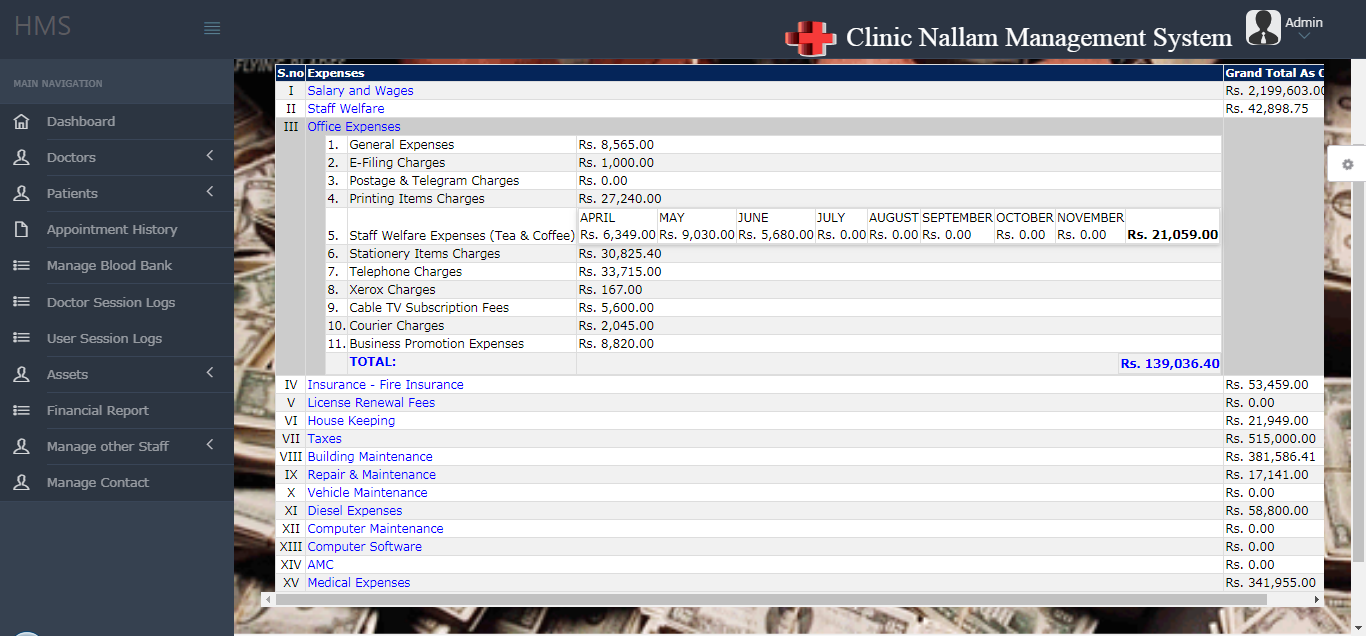 HMS
Clinic Nallam Management System
Admin
MAIN NAVIGATION
Dashboard
Doctors
Patients
Appointment History
Manage Blood Bank
Doctor Session Logs
User Session Logs
Assets
Financial Report
Manage other Staff
Manage Contact
S.no Expenses Grand Total As
I Salary and Wages Rs. 2,199,603.00
II Staff Welfare Rs. 42,898.75
III Office Expenses
1. General Expenses Rs. 8,565.00
2. E-Filing Charges Rs. 1,000.00
3. Postage & Telegram Charges Rs. 0.00
4. Printing Items Charges Rs. 27,240.00
APRIL MAY JUNE JULY AUGUST SEPTEMBER OCTOBER NOVEMBER
5. Staff Welfare Expenses (Tea & Coffee) Rs. 6,349.00 Rs. 9,030.00 Rs. 5,680.00 Rs. 0.00 Rs. 0.00 Rs. 0.00 Rs. 0.00 Rs. 0.00 Rs. 21,059.00
6. Stationery Items Charges Rs. 30,825.40
7. Telephone Charges Rs. 33,715.00
8. Xerox Charges Rs. 167.00
9. Cable TV Subscription Fees Rs. 5,600.00
10. Courier Charges Rs. 2,045.00
11. Business Promotion Expenses Rs. 8,820.00
TOTAL: Rs. 139,036.40
IV Insurance - Fire Insurance Rs. 53,459.00
V License Renewal Fees Rs. 0.00
VI House Keeping Rs. 21,949.00
VII Taxes Rs. 515,000.00
VIII Building Maintenance Rs. 381,586.41
IX Repair & Maintenance Rs. 17,141.00
X Vehicle Maintenance Rs. 0.00
XI Diesel Expenses Rs. 58,800.00
XII Computer Maintenance Rs. 0.00
XIII Computer Software Rs. 0.00
XIV AMC Rs. 0.00
XV Medical Expenses Rs. 341,955.00